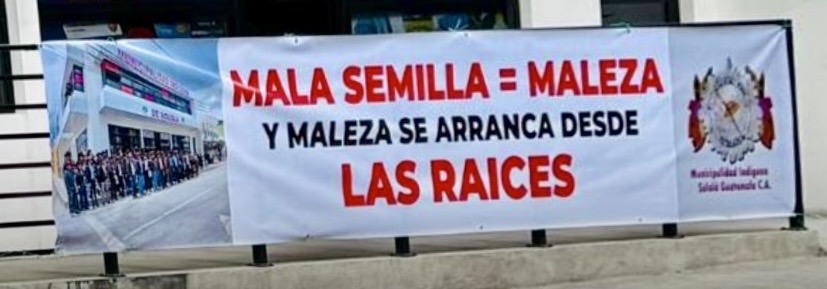 MALA SEMILLA = MALEZA
Y MALEZA SE ARRANCA DESDE
LAS RAICES
Municipalidad Indígena
Sololá Guatemala C.A.